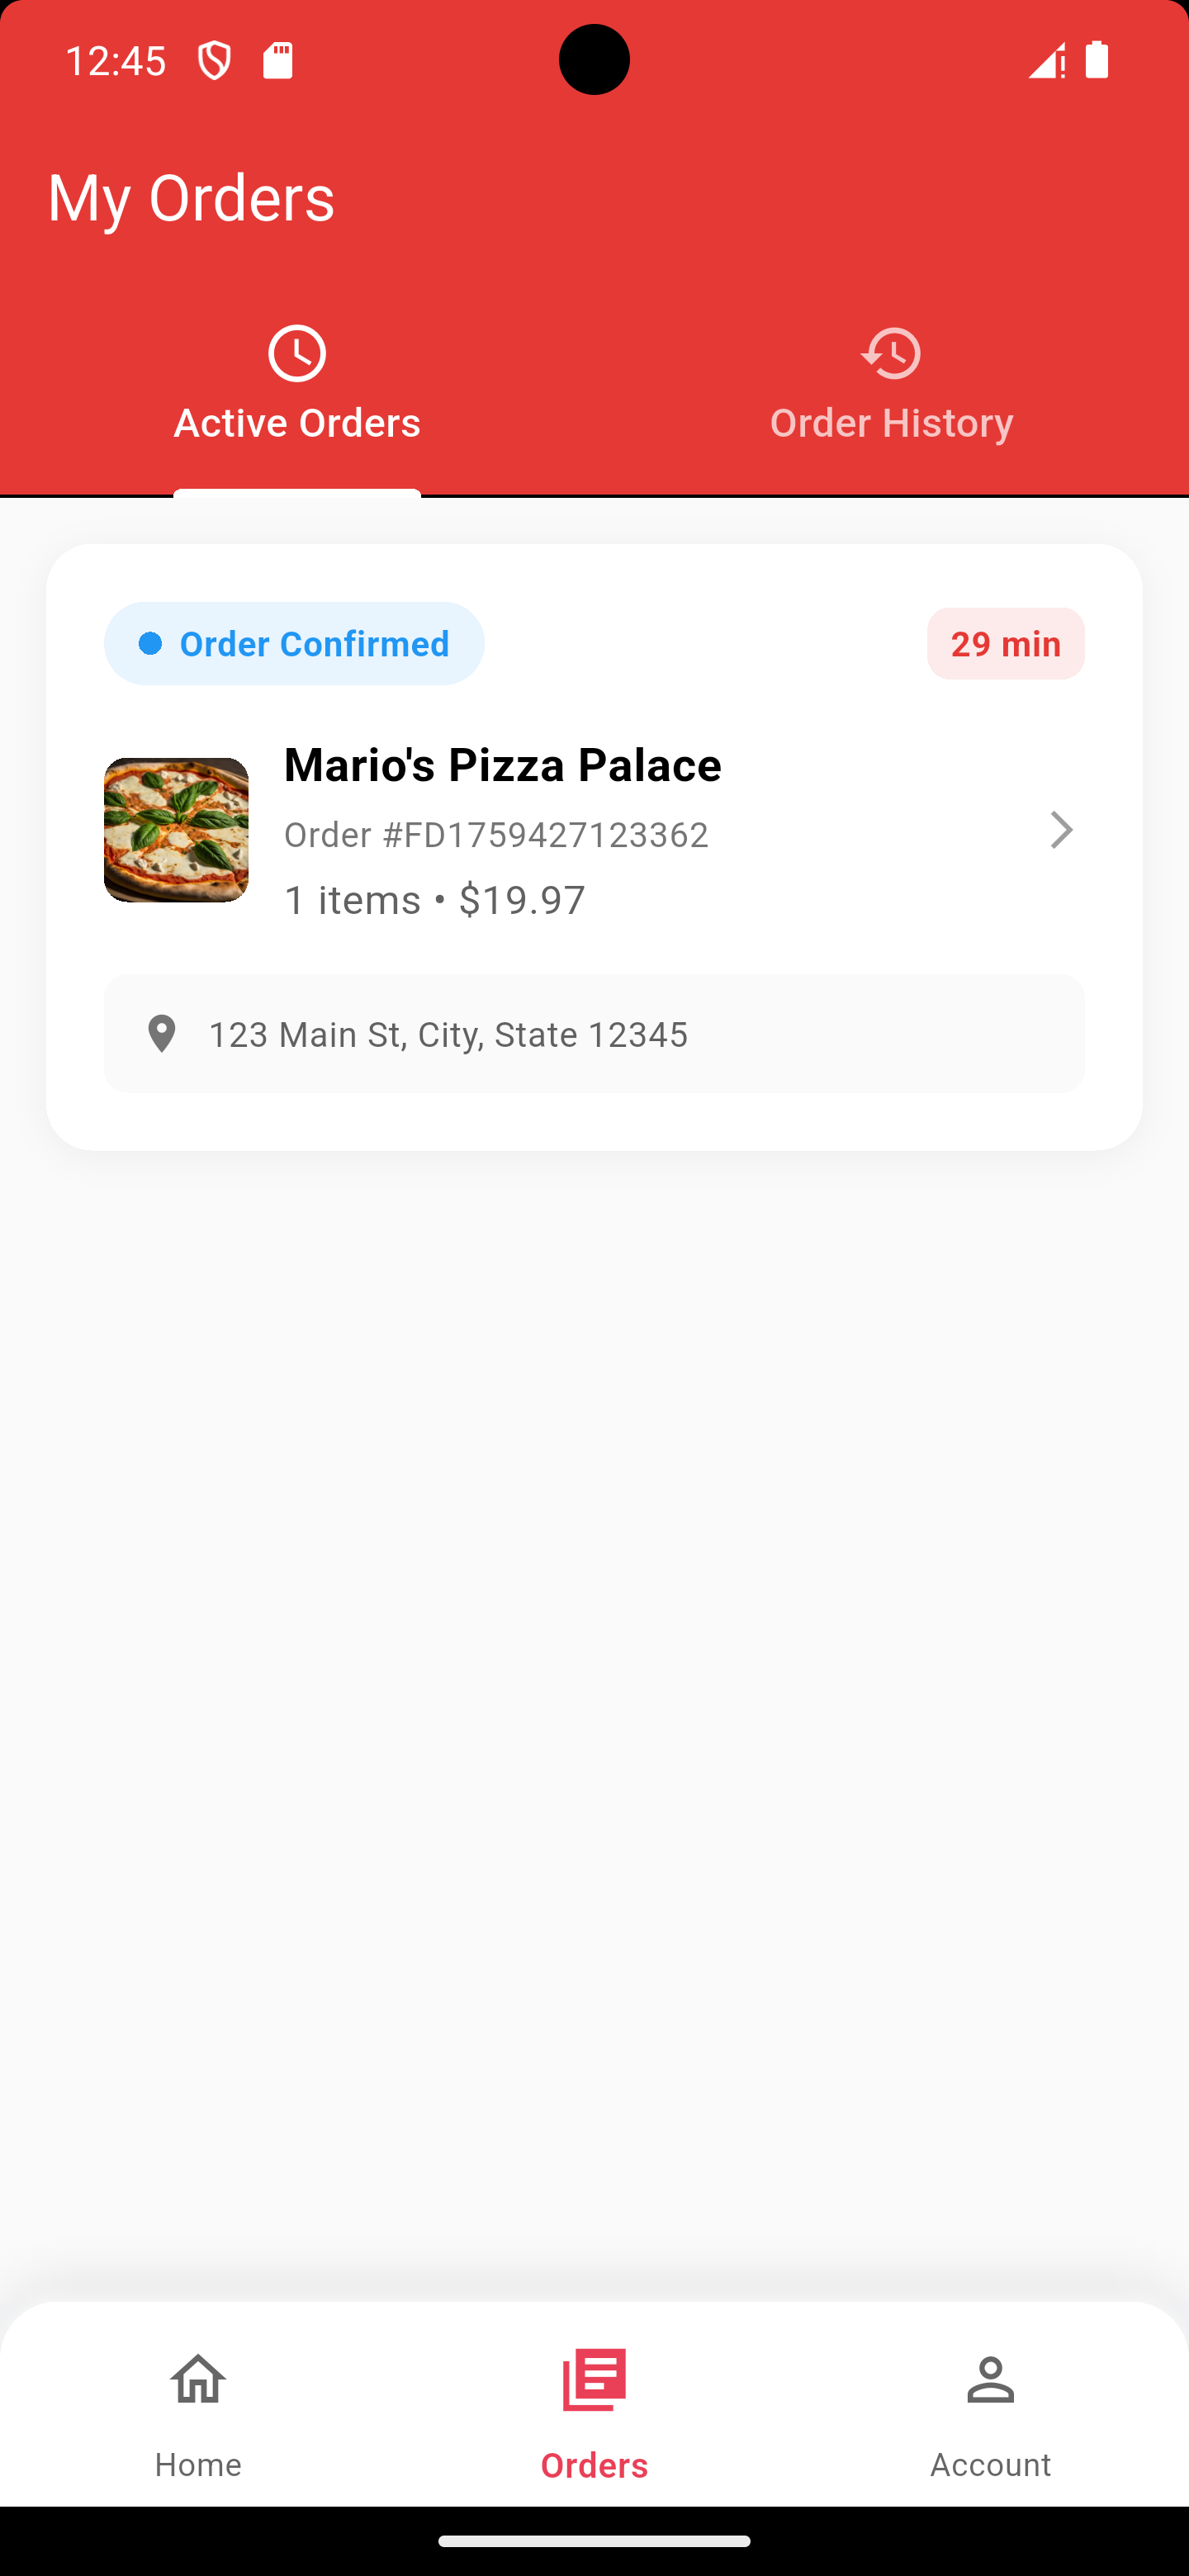 12:45
My Orders
Active Orders
Order History
Order Confirmed
29 min
Mario's Pizza Palace
Order #FD1759427123362
1 items • $19.97
123 Main St, City, State 12345
Home
Orders
Account